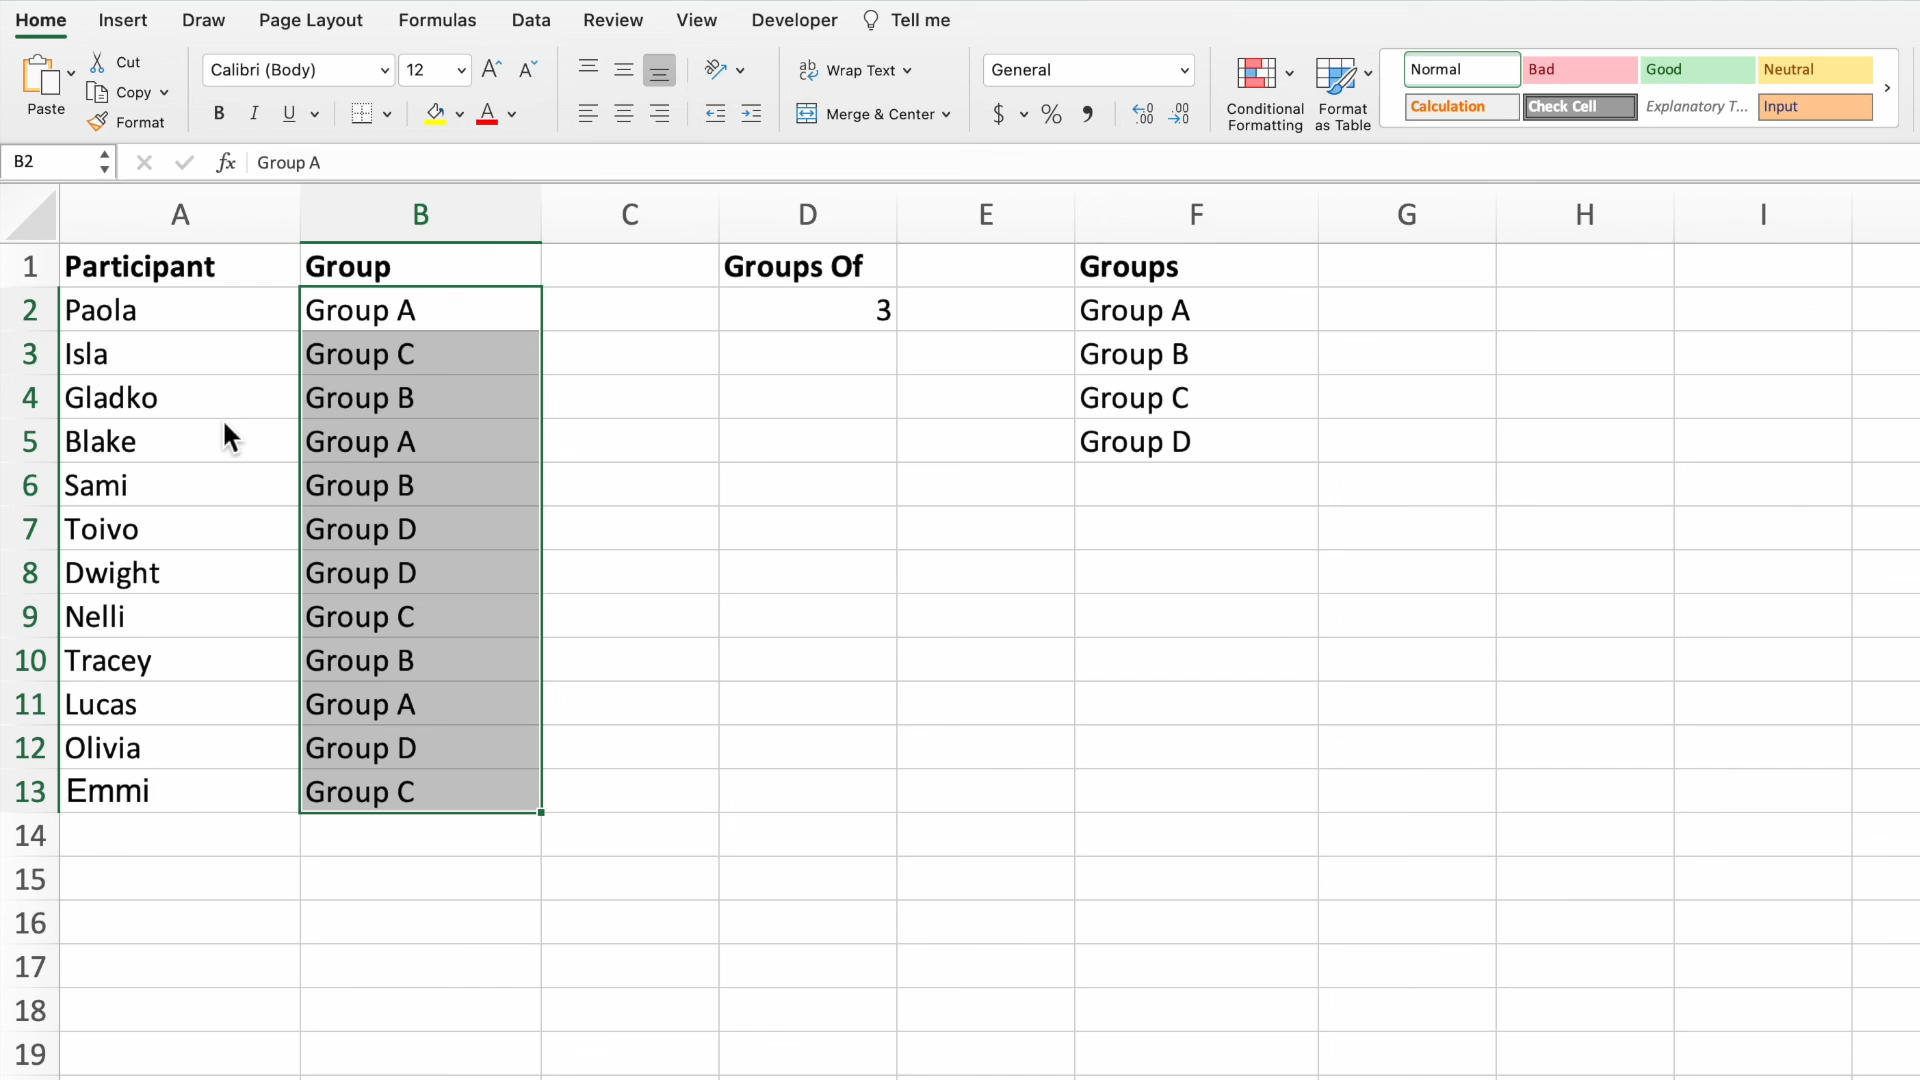 Home Insert Draw Page Layout Formulas Data Review View Developer Tell me
Paste Cut Copy Format
Calibri (Body) 12 A A
B I U A
ab Wrap Text
Merge & Center
General
$ %
Conditional Formatting
Format as Table
Normal Bad Good Neutral
Calculation Check Cell Explanatory T... Input
B2 fx Group A
A B C D E F G H I
1 Participant Group Groups Of Groups
2 Paola Group A 3 Group A
3 Isla Group C Group B
4 Gladko Group B Group C
5 Blake Group A Group D
6 Sami Group B
7 Toivo Group D
8 Dwight Group D
9 Nelli Group C
10 Tracey Group B
11 Lucas Group A
12 Olivia Group D
13 Emmi Group C
14
15
16
17
18
19